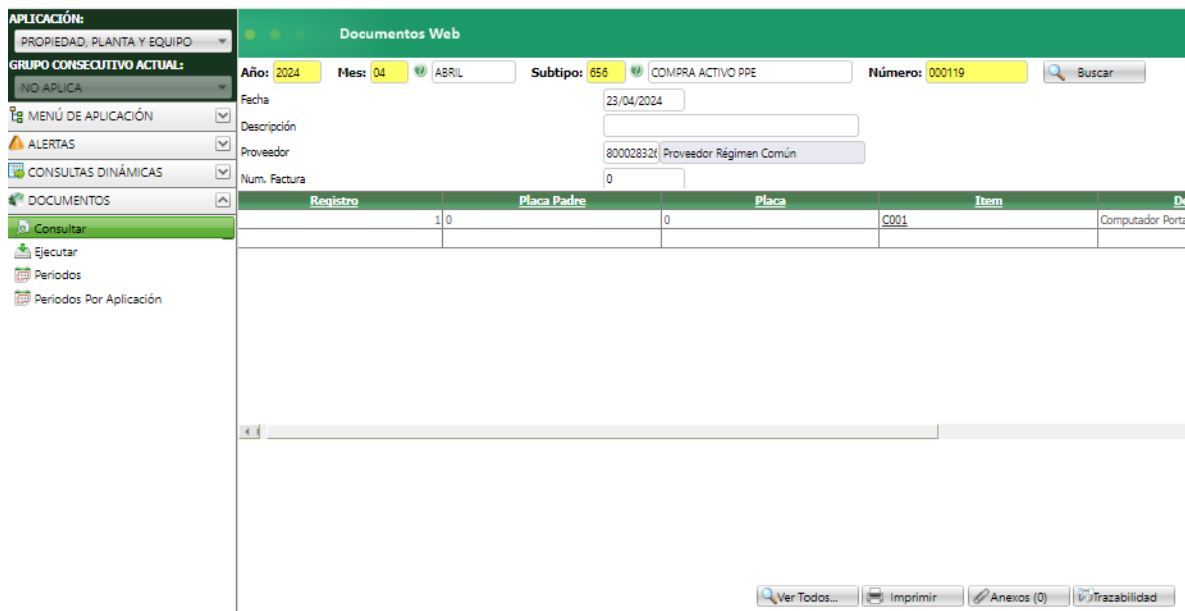 APLICACIÓN:
PROPIEDAD, PLANTA Y EQUIPO
GRUPO CONSECUTIVO ACTUAL:
NO APLICA
MENÚ DE APLICACIÓN
ALERTAS
CONSULTAS DINÁMICAS
DOCUMENTOS
Consultar
Ejecutar
Periodos
Periodos Por Aplicación
Documentos Web
Año: 2024 Mes: 04 ABRIL Subtipo: 656 COMPRA ACTIVO PPE Número: 000119 Buscar
Fecha 23/04/2024
Descripción
Proveedor 80002832 Proveedor Régimen Común
Num. Factura 0
Registro Placa Padre Placa Item
1 0 0 C001 Computador Porta
Ver Todos... Imprimir Anexos (0) Trazabilidad